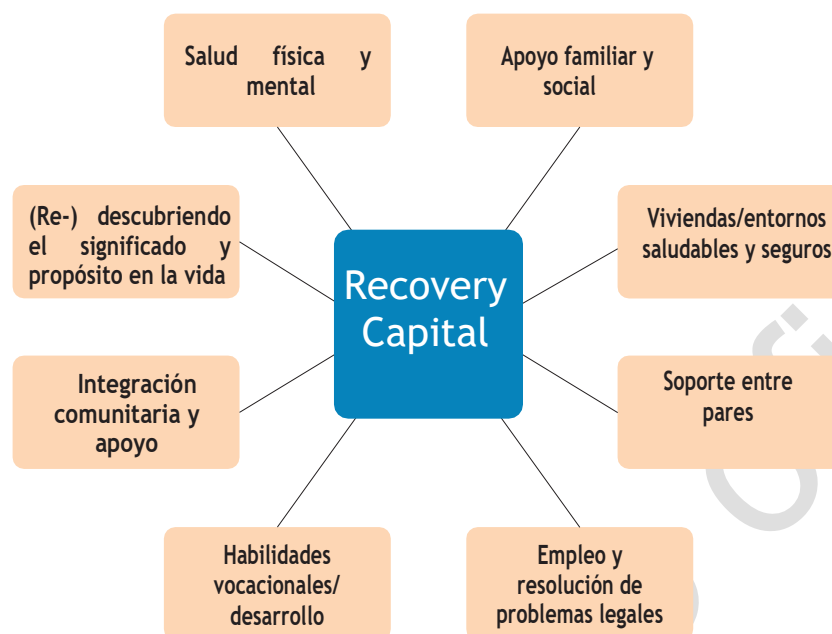 Salud física y
mental
Apoyo familiar y
social
(Re-) descubriendo
el significado y
propósito en la vida
Viviendas/entornos
saludables y seguros
Recovery
Capital
Integración
comunitaria y
apoyo
Soporte entre
pares
Habilidades
vocacionales/
desarrollo
Empleo y
resolución de
problemas legales